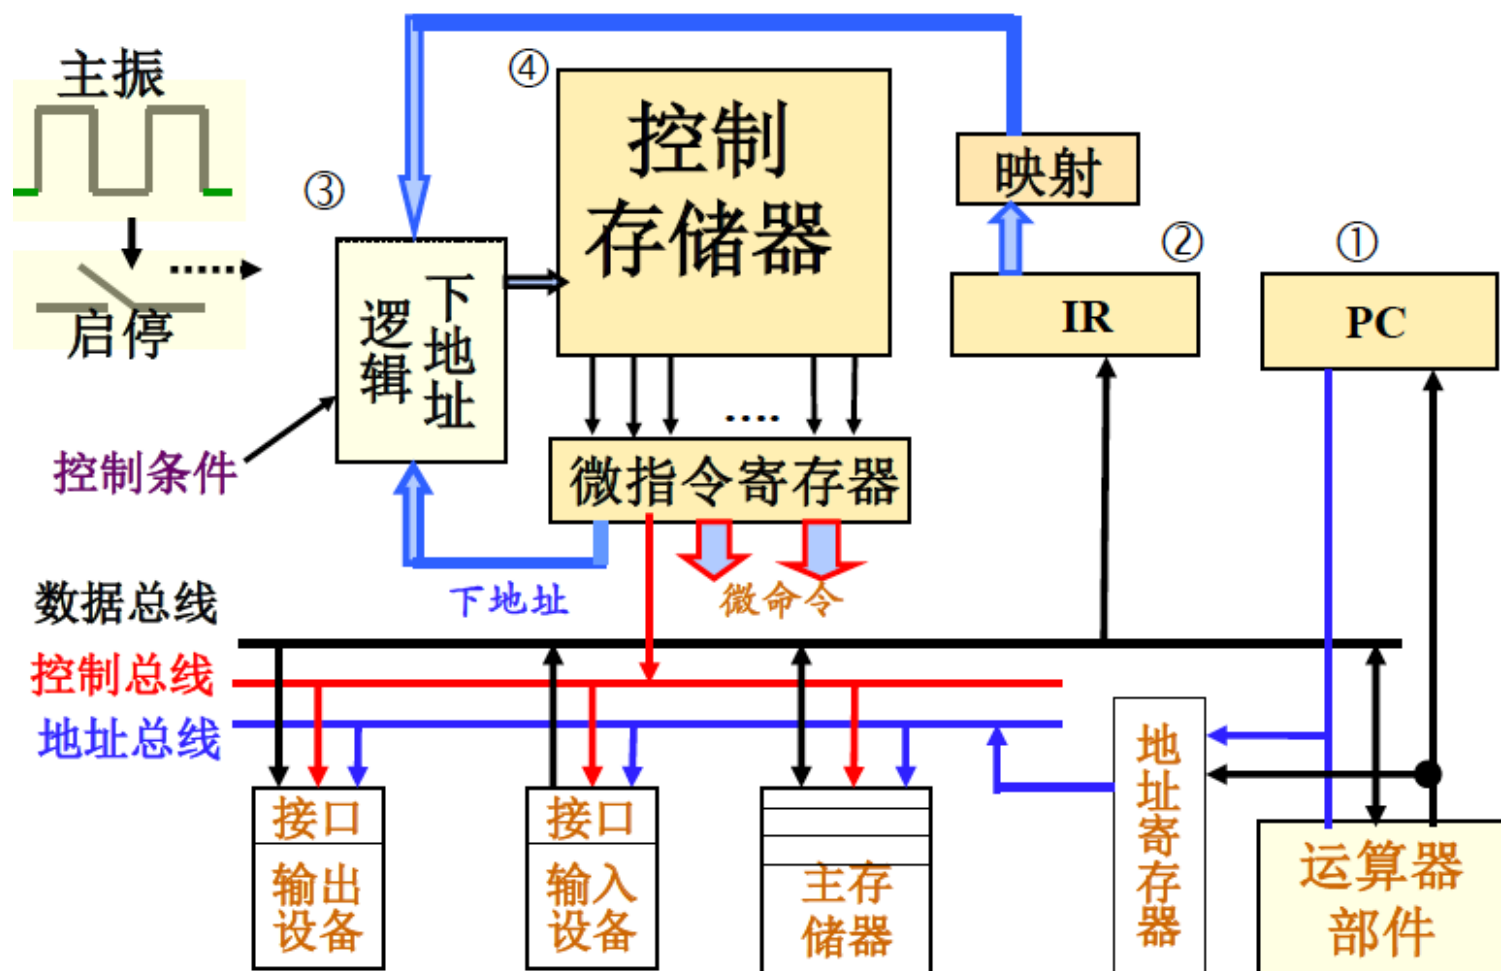 主振
启停
③
④
控制
存储器
映射
②
①
IR
PC
下地址
逻辑
控制条件
....
微指令寄存器
下地址
微命令
数据总线
控制总线
地址总线
接口
输出
设备
接口
输入
设备
主存
储器
地址寄存器
运算器
部件